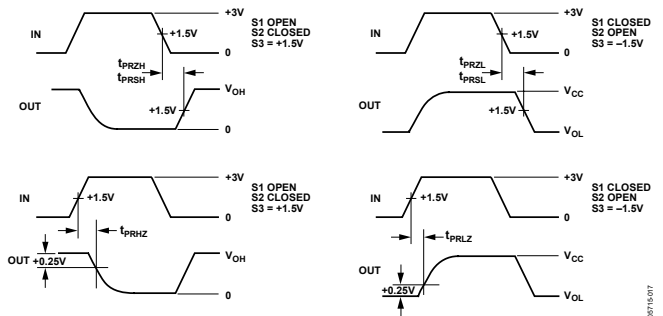 IN
+1.5V
+3V
0
S1 OPEN
S2 CLOSED
S3 = +1.5V
tPRZH
tPRSH
OUT
+1.5V
VOH
0
IN
+1.5V
+3V
0
S1 CLOSED
S2 OPEN
S3 = –1.5V
tPRZL
tPRSL
OUT
+1.5V
VCC
VOL
IN
+1.5V
+3V
0
S1 OPEN
S2 CLOSED
S3 = +1.5V
tPRHZ
OUT
+0.25V
VOH
0
IN
+1.5V
+3V
0
S1 CLOSED
S2 OPEN
S3 = –1.5V
tPRLZ
OUT
+0.25V
VCC
VOL
05715-017